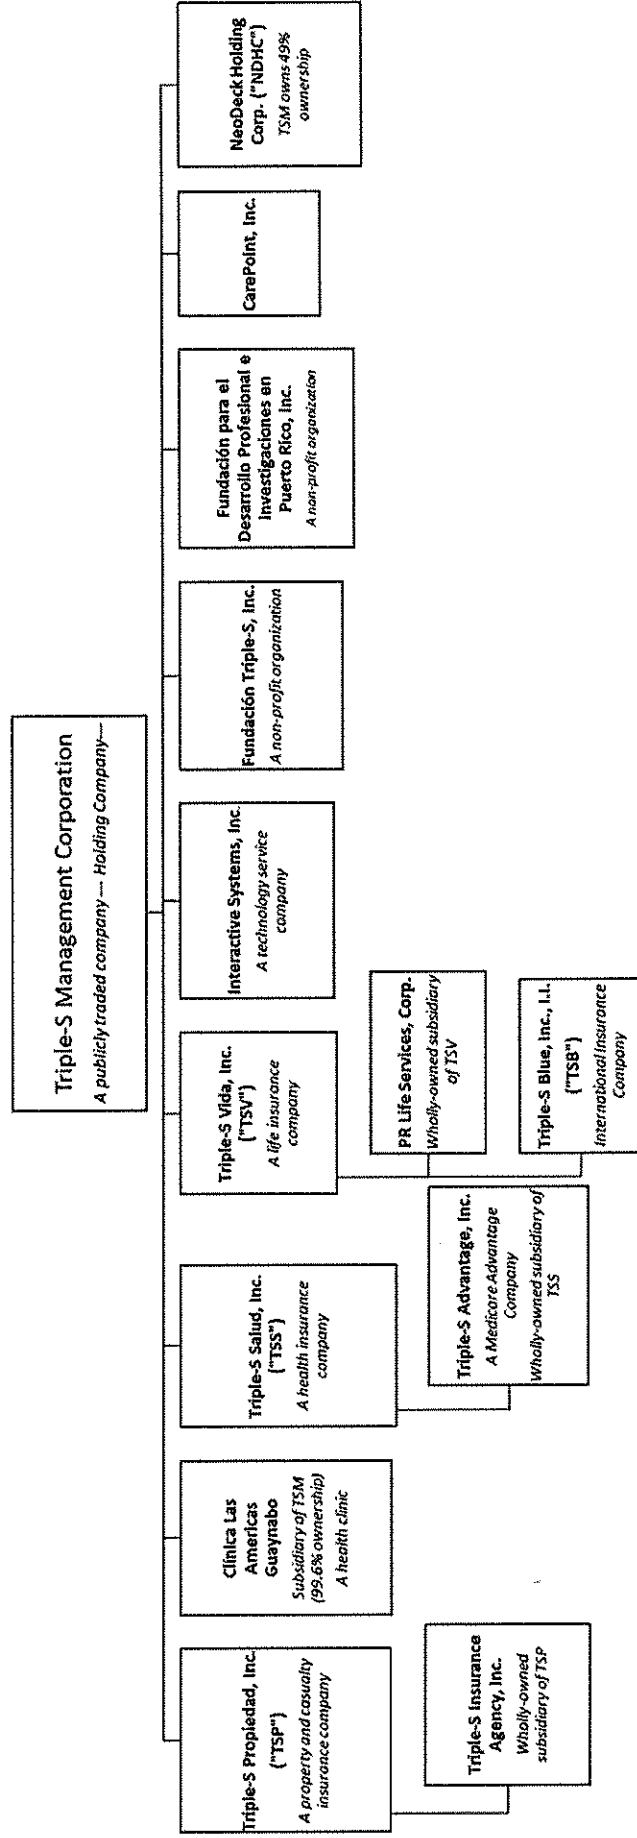 Triple-S Management Corporation
A publicly traded company — Holding Company—
Triple-S Propiedad, Inc.
("TSP")
A property and casualty
insurance company
Clínica Las
Americas
Guaynabo
Subsidiary of TSM
(99.6% ownership)
A health clinic
Triple-S Salud, Inc.
("TSS")
A health insurance
company
Triple-S Vida, Inc.
("TSV")
A life insurance
company
Interactive Systems, Inc.
A technology service
company
Fundación Triple-S, Inc.
A non-profit organization
Fundación para el
Desarrollo Profesional e
Investigaciones en
Puerto Rico, Inc.
A non-profit organization
CarePoint, Inc.
NeoDeck Holding
Corp. ("NDHC")
TSM owns 49%
ownership
Triple-S Insurance
Agency, Inc.
Wholly-owned
subsidiary of TSP
Triple-S Advantage, Inc.
A Medicare Advantage
Company
Wholly-owned subsidiary of
TSS
PR Life Services, Corp.
Wholly-owned subsidiary
of TSV
Triple-S Blue, Inc., I.I.
("TSB")
International Insurance
Company